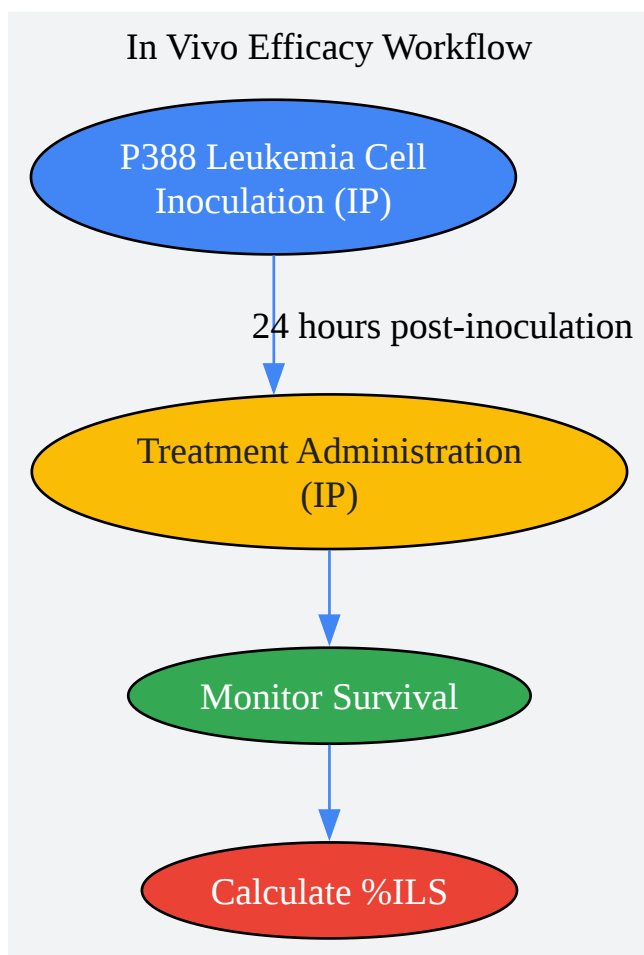 In Vivo Efficacy Workflow
P388 Leukemia Cell
Inoculation (IP)
24 hours post-inoculation
Treatment Administration
(IP)
Monitor Survival
Calculate %ILS